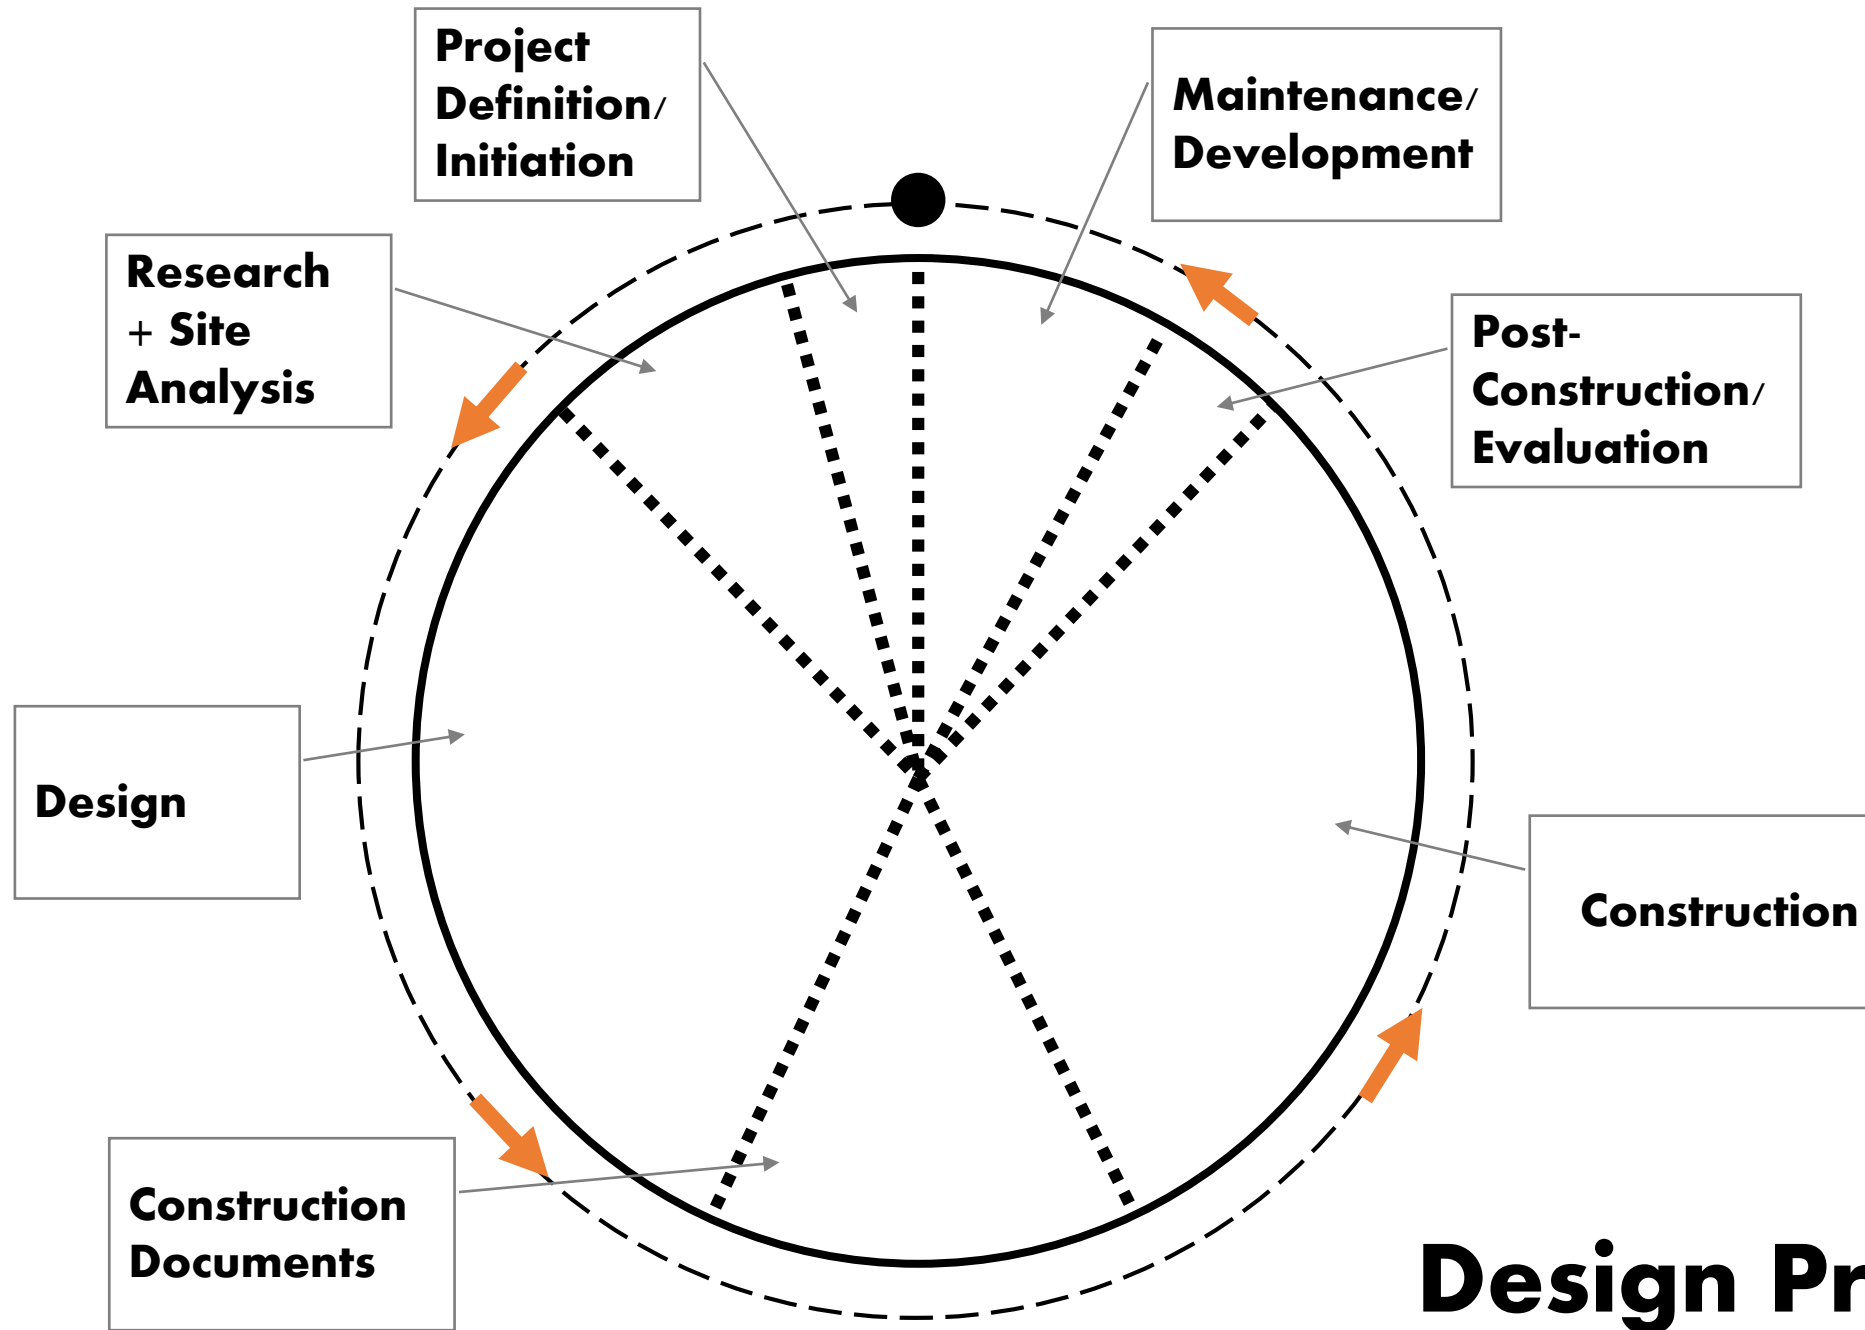 Project
Definition/
Initiation
Maintenance/
Development
Research
+ Site
Analysis
Post-
Construction/
Evaluation
Design
Construction
Construction
Documents
Design Pr